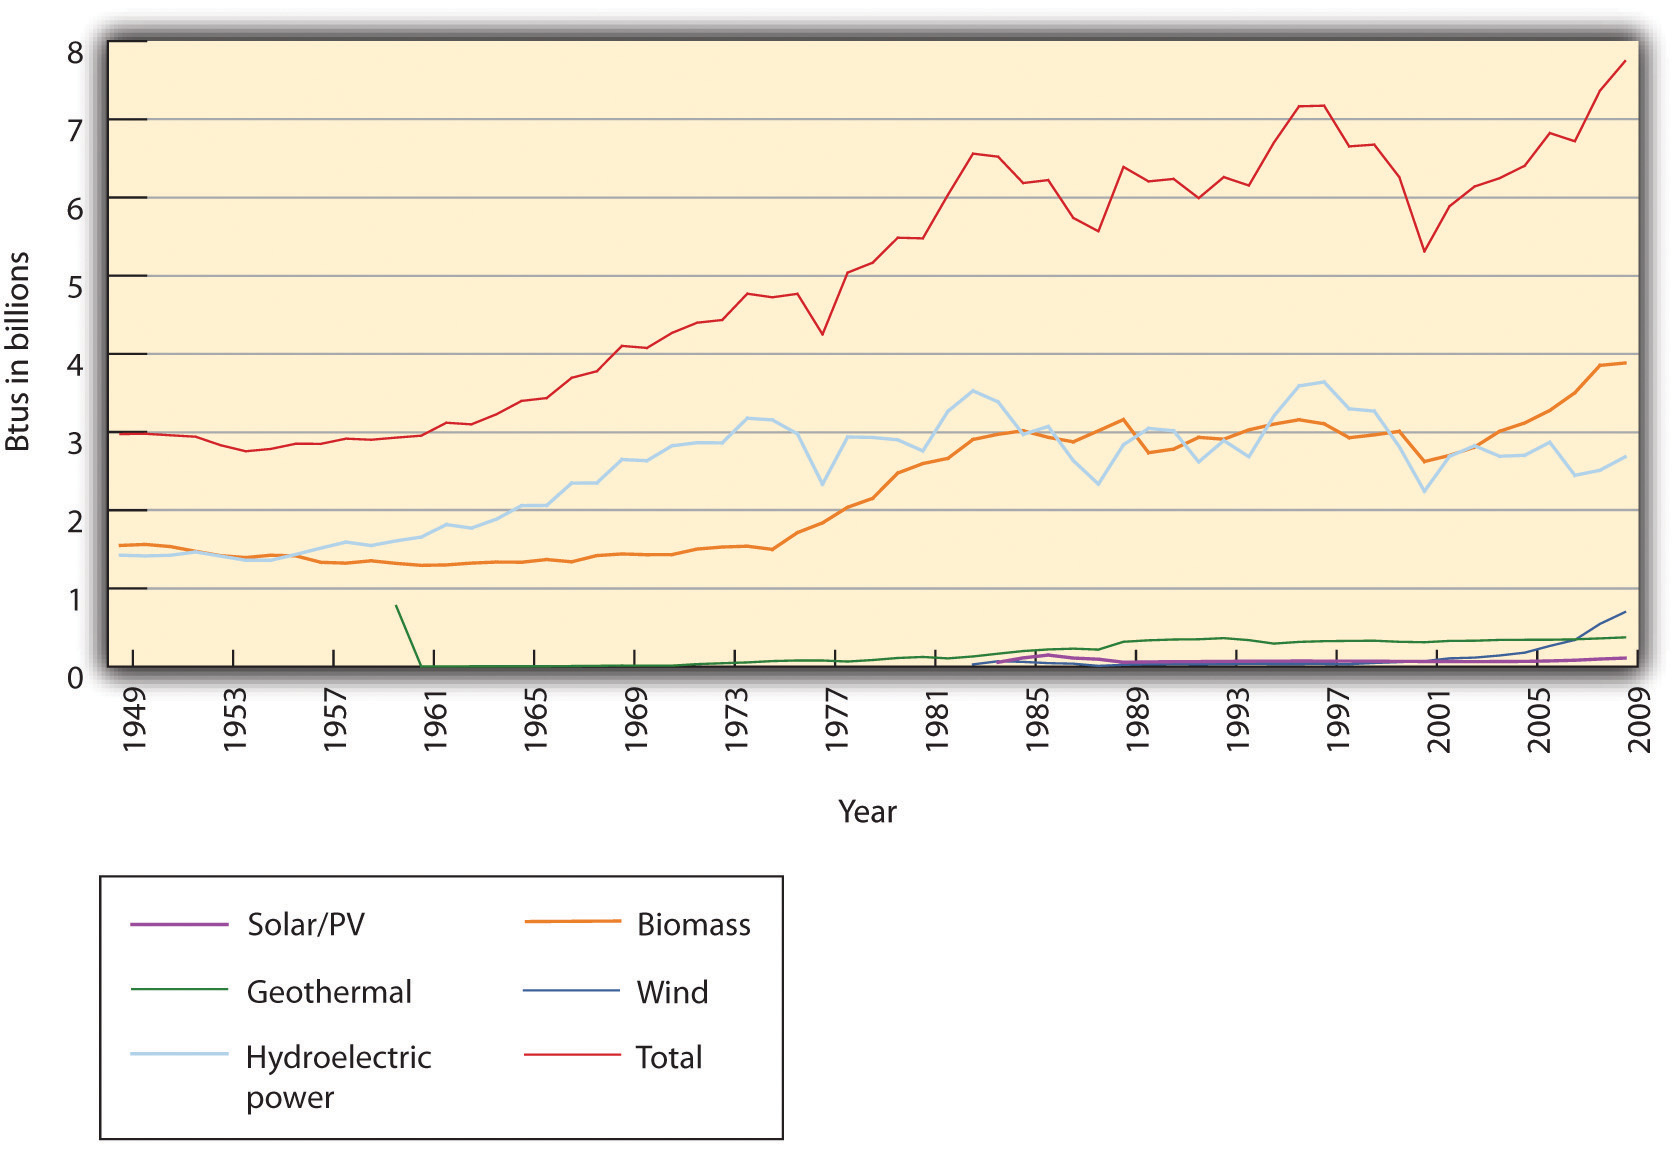 8
7
6
5
4
3
2
1
0
Btus in billions
1949
1953
1957
1961
1965
1969
1973
1977
1981
1985
1989
1993
1997
2001
2005
2009
Year
Solar/PV
Biomass
Geothermal
Wind
Hydroelectric
power
Total